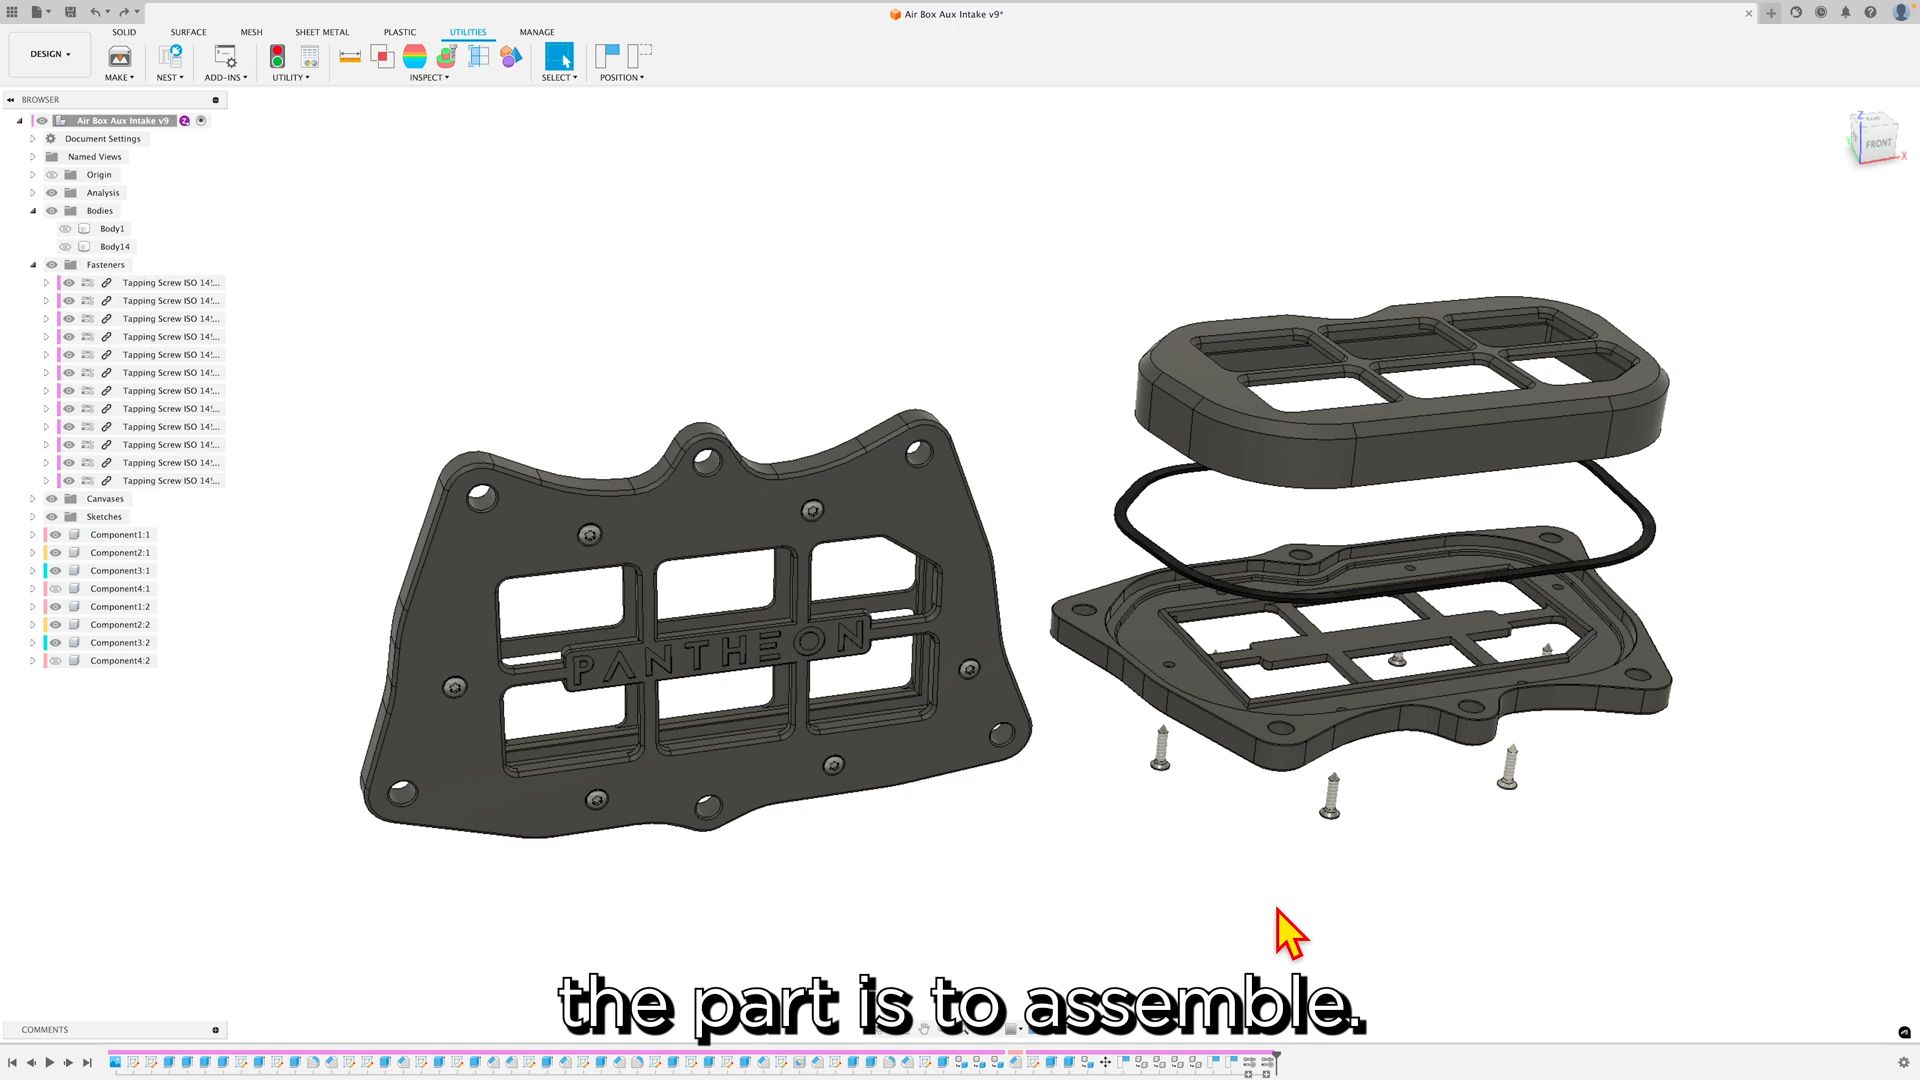 Air Box Aux Intake v9*
SOLID
SURFACE
MESH
SHEET METAL
PLASTIC
UTILITIES
MANAGE
DESIGN
MAKE
NEST
ADD-INS
UTILITY
INSPECT
SELECT
POSITION
BROWSER
Air Box Aux Intake v9
Document Settings
Named Views
Origin
Analysis
Bodies
Body1
Body14
Fasteners
Tapping Screw ISO 14'...
Tapping Screw ISO 14'...
Tapping Screw ISO 14'...
Tapping Screw ISO 14'...
Tapping Screw ISO 14'...
Tapping Screw ISO 14'...
Tapping Screw ISO 14'...
Tapping Screw ISO 14'...
Tapping Screw ISO 14'...
Tapping Screw ISO 14'...
Tapping Screw ISO 14'...
Tapping Screw ISO 14'...
Canvases
Sketches
Component1:1
Component2:1
Component3:1
Component4:1
Component1:2
Component2:2
Component3:2
Component4:2
Z
FRONT
X
PANTHEON
the part is to assemble.
COMMENTS